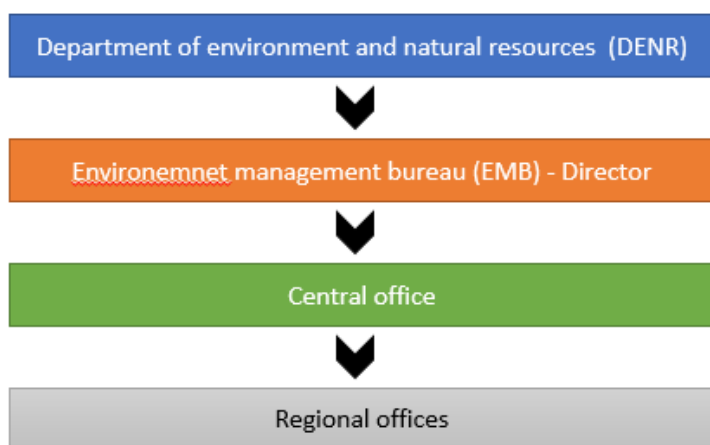 Department of environment and natural resources (DENR)
Environemnet management bureau (EMB) - Director
Central office
Regional offices